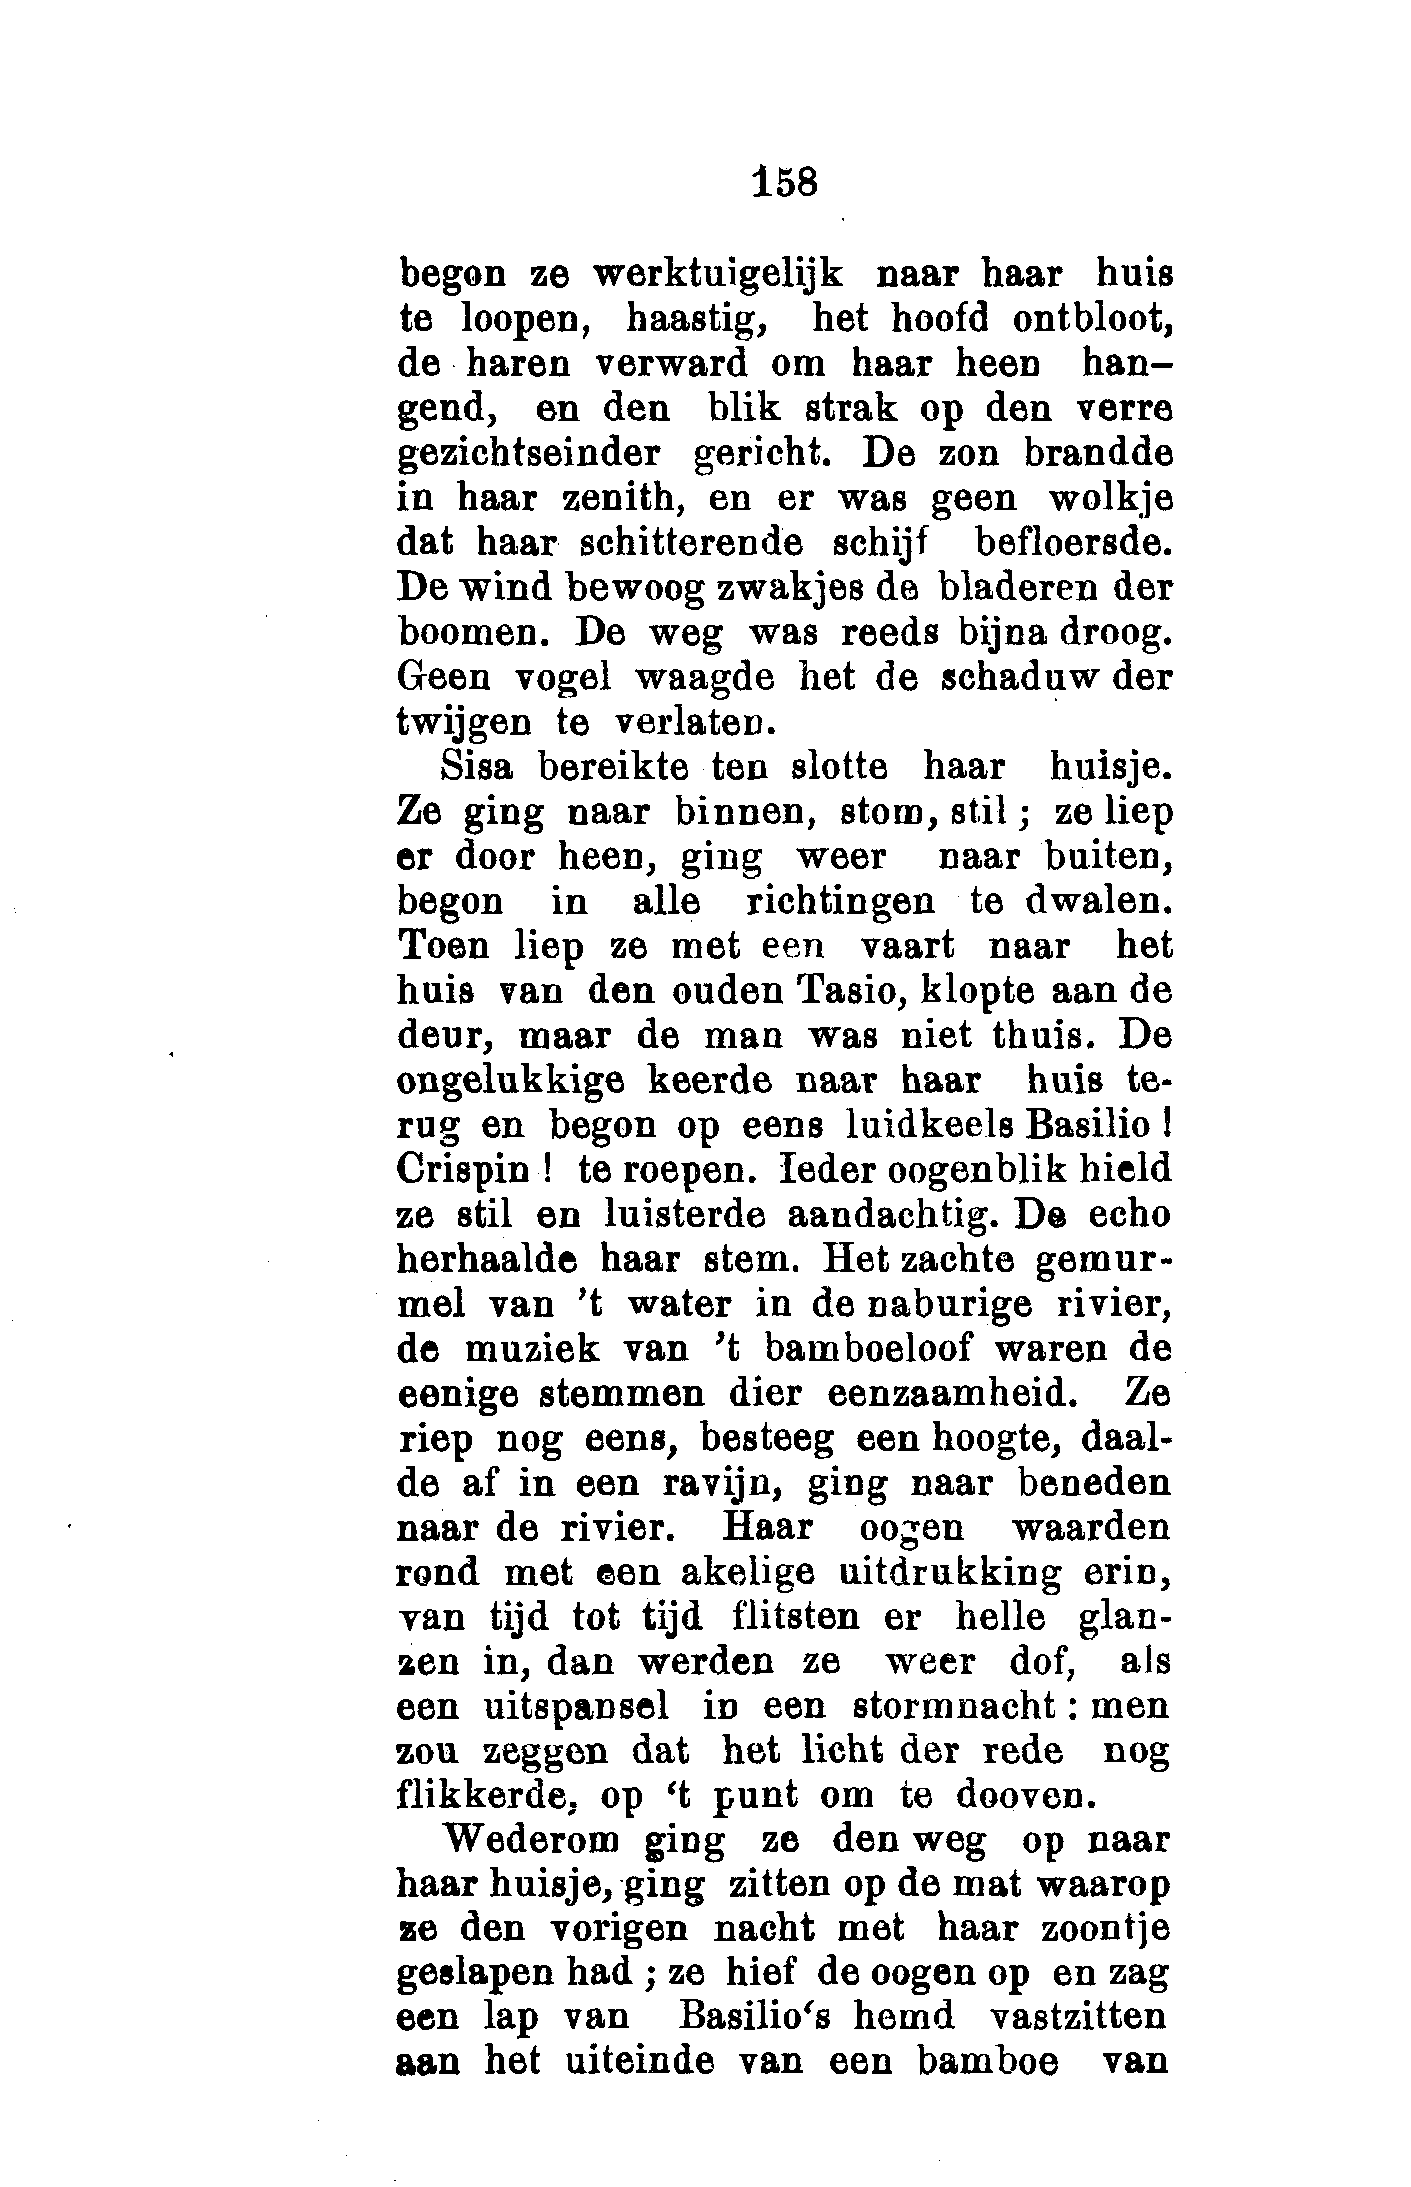 158
begon ze werktuigelijk naar haar huis
te loopen, haastig, het hoofd ontbloot,
de haren verward om haar heen han-
gend, en den blik strak op den verre
gezichtseinder gericht. De zon brandde
in haar zenith, en er was geen wolkje
dat haar schitterende schijf befloersde.
De wind bewoog zwakjes de bladeren der
boomen. De weg was reeds bijna droog.
Geen vogel waagde het de schaduw der
twijgen te verlaten.
Sisa bereikte ten slotte haar huisje.
Ze ging naar binnen, stom, stil; ze liep
er door heen, ging weer naar buiten,
begon in alle richtingen te dwalen.
Toen liep ze met een vaart naar het
huis van den ouden Tasio, klopte aan de
deur, maar de man was niet thuis. De
ongelukkige keerde naar haar huis te-
rug en begon op eens luidkeels Basilio !
Crispin ! te roepen. Ieder oogenblik hield
ze stil en luisterde aandachtig. De echo
herhaalde haar stem. Het zachte gemur-
mel van 't water in de naburige rivier,
de muziek van 't bamboeloof waren de
eenige stemmen dier eenzaamheid. Ze
riep nog eens, besteeg een hoogte, daal-
de af in een ravijn, ging naar beneden
naar de rivier. Haar oogen waarden
rond met een akelige uitdrukking erin,
van tijd tot tijd flitsten er helle glan-
zen in, dan werden ze weer dof, als
een uitspansel in een stormnacht : men
zou zeggen dat het licht der rede nog
flikkerde, op ‘t punt om te dooven.
Wederom ging ze den weg op naar
haar huisje, ging zitten op de mat waarop
ze den vorigen nacht met haar zoontje
geslapen had ; ze hief de oogen op en zag
een lap van Basilio‘s hemd vastzitten
aan het uiteinde van een bamboe van